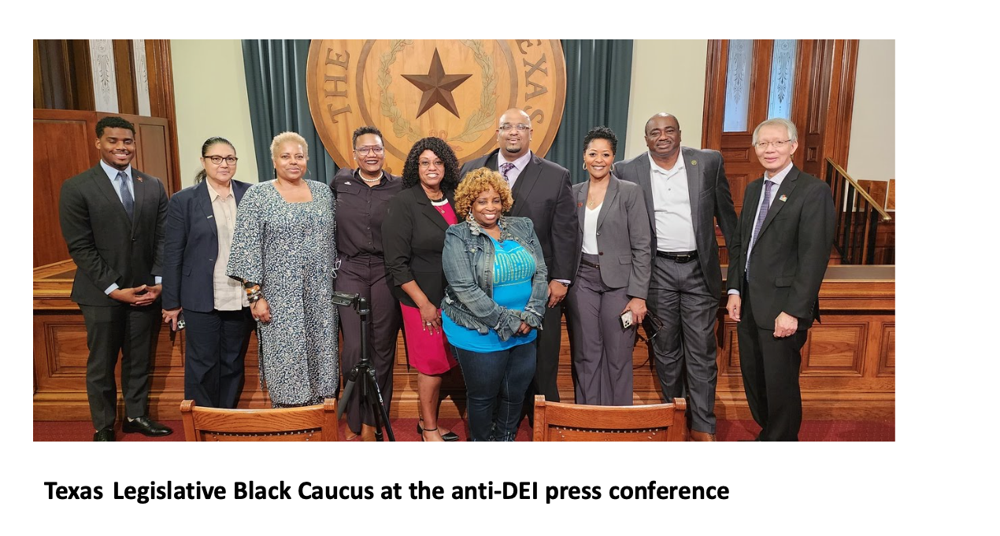 THE
TEXAS
Texas Legislative Black Caucus at the anti-DEI press conference